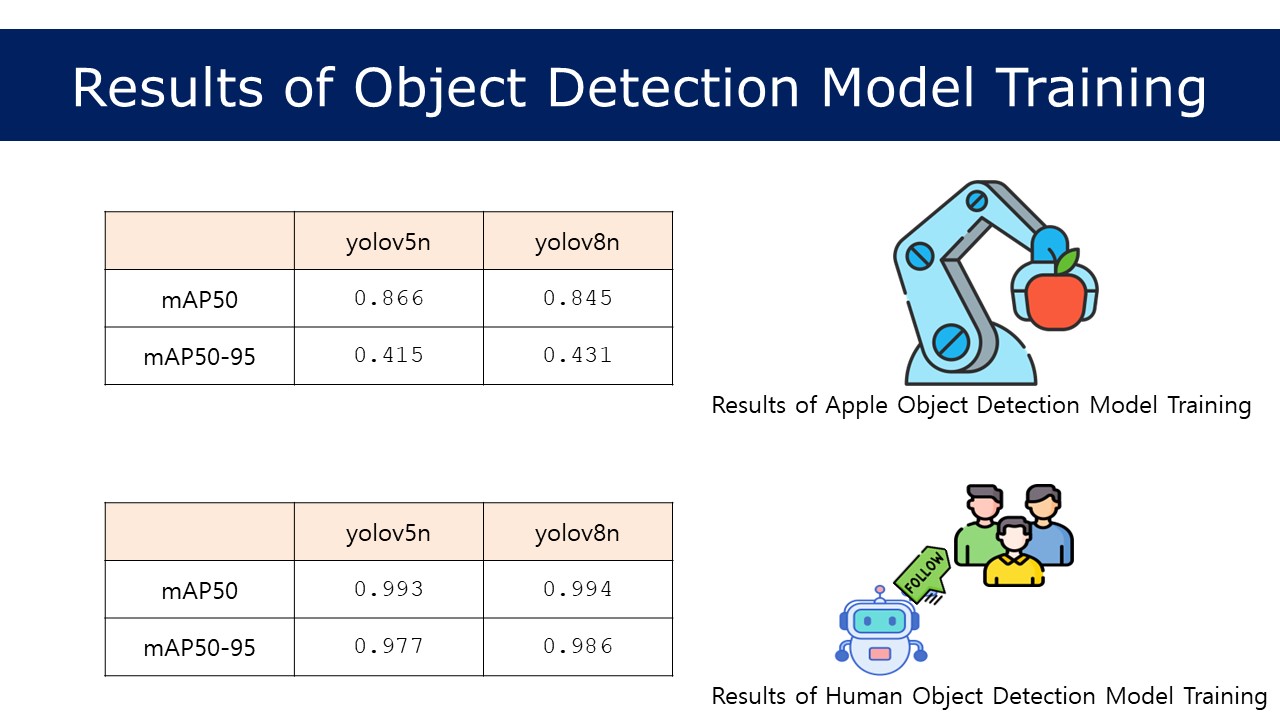 Results of Object Detection Model Training
yolov5n yolov8n
mAP50 0.866 0.845
mAP50-95 0.415 0.431
Results of Apple Object Detection Model Training
yolov5n yolov8n
mAP50 0.993 0.994
mAP50-95 0.977 0.986
FOLLOW
Results of Human Object Detection Model Training